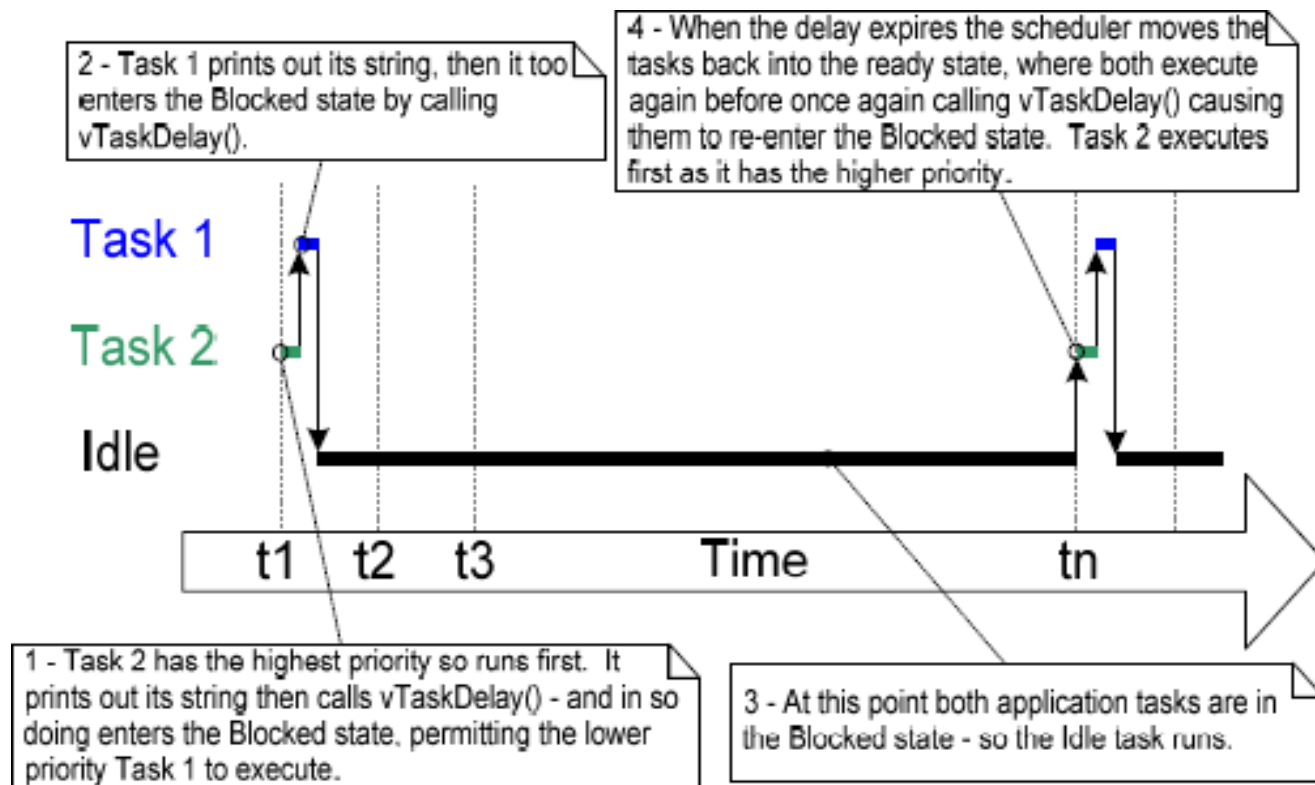 2 - Task 1 prints out its string, then it too
enters the Blocked state by calling
vTaskDelay().
4 - When the delay expires the scheduler moves the
tasks back into the ready state, where both execute
again before once again calling vTaskDelay() causing
them to re-enter the Blocked state.  Task 2 executes
first as it has the higher priority.
Task 1
Task 2
Idle
t1 t2 t3 Time tn
1 - Task 2 has the highest priority so runs first.  It
prints out its string then calls vTaskDelay() - and in so
doing enters the Blocked state, permitting the lower
priority Task 1 to execute.
3 - At this point both application tasks are in
the Blocked state - so the Idle task runs.